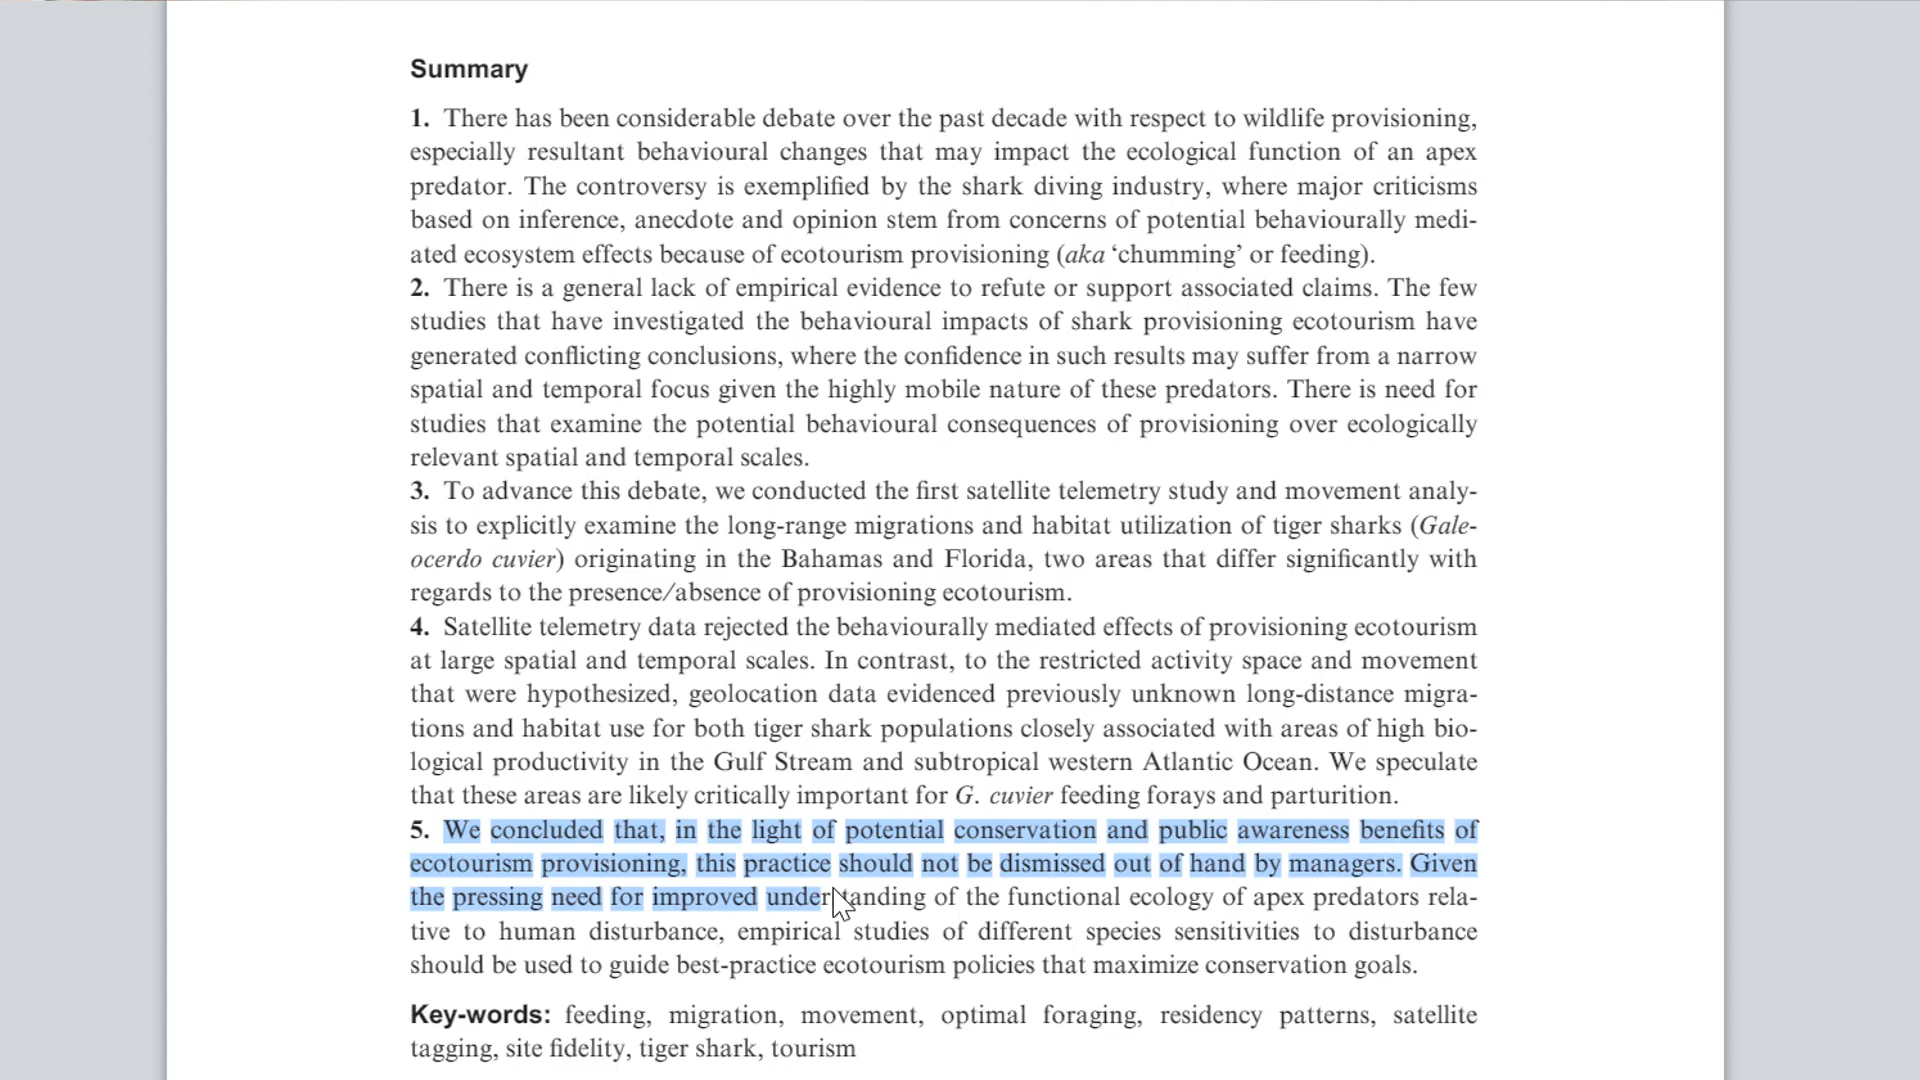 Summary
1. There has been considerable debate over the past decade with respect to wildlife provisioning,
especially resultant behavioural changes that may impact the ecological function of an apex
predator. The controversy is exemplified by the shark diving industry, where major criticisms
based on inference, anecdote and opinion stem from concerns of potential behaviourally medi-
ated ecosystem effects because of ecotourism provisioning (aka ‘chumming’ or feeding).
2. There is a general lack of empirical evidence to refute or support associated claims. The few
studies that have investigated the behavioural impacts of shark provisioning ecotourism have
generated conflicting conclusions, where the confidence in such results may suffer from a narrow
spatial and temporal focus given the highly mobile nature of these predators. There is need for
studies that examine the potential behavioural consequences of provisioning over ecologically
relevant spatial and temporal scales.
3. To advance this debate, we conducted the first satellite telemetry study and movement analy-
sis to explicitly examine the long-range migrations and habitat utilization of tiger sharks (Gale-
ocerdo cuvier) originating in the Bahamas and Florida, two areas that differ significantly with
regards to the presence/absence of provisioning ecotourism.
4. Satellite telemetry data rejected the behaviourally mediated effects of provisioning ecotourism
at large spatial and temporal scales. In contrast, to the restricted activity space and movement
that were hypothesized, geolocation data evidenced previously unknown long-distance migra-
tions and habitat use for both tiger shark populations closely associated with areas of high bio-
logical productivity in the Gulf Stream and subtropical western Atlantic Ocean. We speculate
that these areas are likely critically important for G. cuvier feeding forays and parturition.
5. We concluded that, in the light of potential conservation and public awareness benefits of
ecotourism provisioning, this practice should not be dismissed out of hand by managers. Given
the pressing need for improved understanding of the functional ecology of apex predators rela-
tive to human disturbance, empirical studies of different species sensitivities to disturbance
should be used to guide best-practice ecotourism policies that maximize conservation goals.
Key-words: feeding, migration, movement, optimal foraging, residency patterns, satellite
tagging, site fidelity, tiger shark, tourism